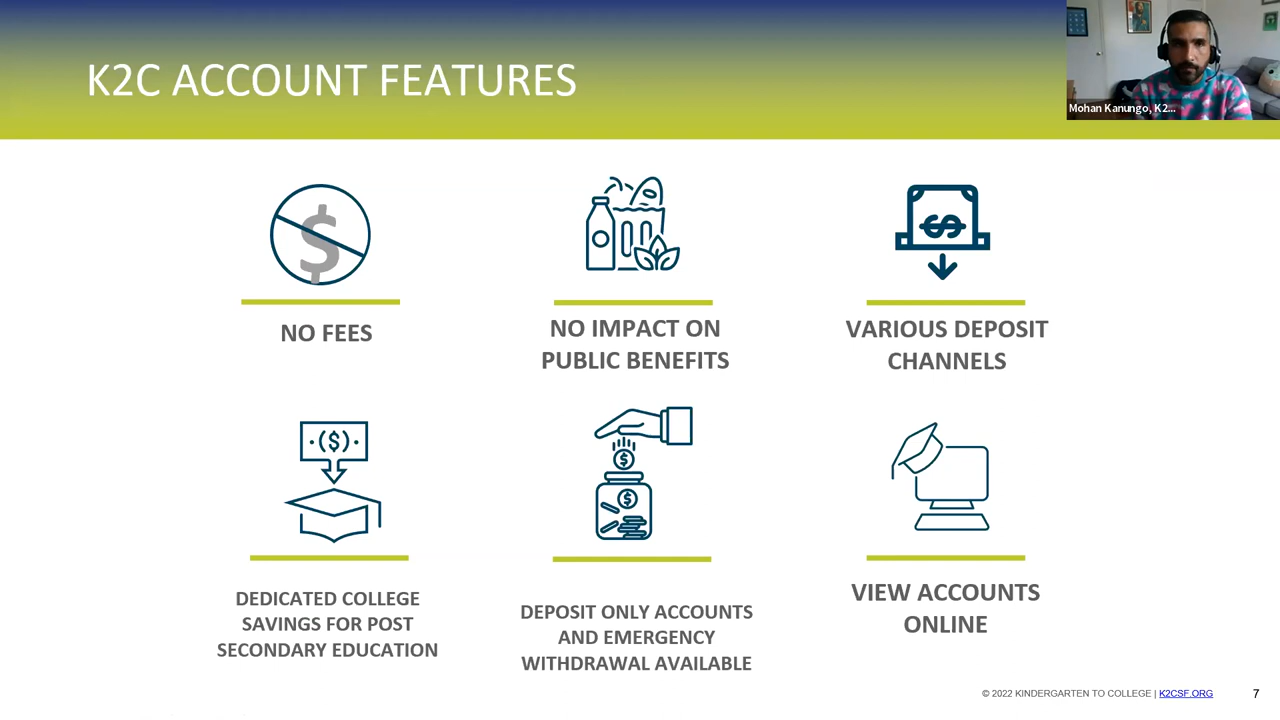 K2C ACCOUNT FEATURES
Mohan Kanungo, K2...
NO FEES
NO IMPACT ON
PUBLIC BENEFITS
VARIOUS DEPOSIT
CHANNELS
DEDICATED COLLEGE
SAVINGS FOR POST
SECONDARY EDUCATION
DEPOSIT ONLY ACCOUNTS
AND EMERGENCY
WITHDRAWAL AVAILABLE
VIEW ACCOUNTS
ONLINE
© 2022 KINDERGARTEN TO COLLEGE | K2CSF.ORG
7